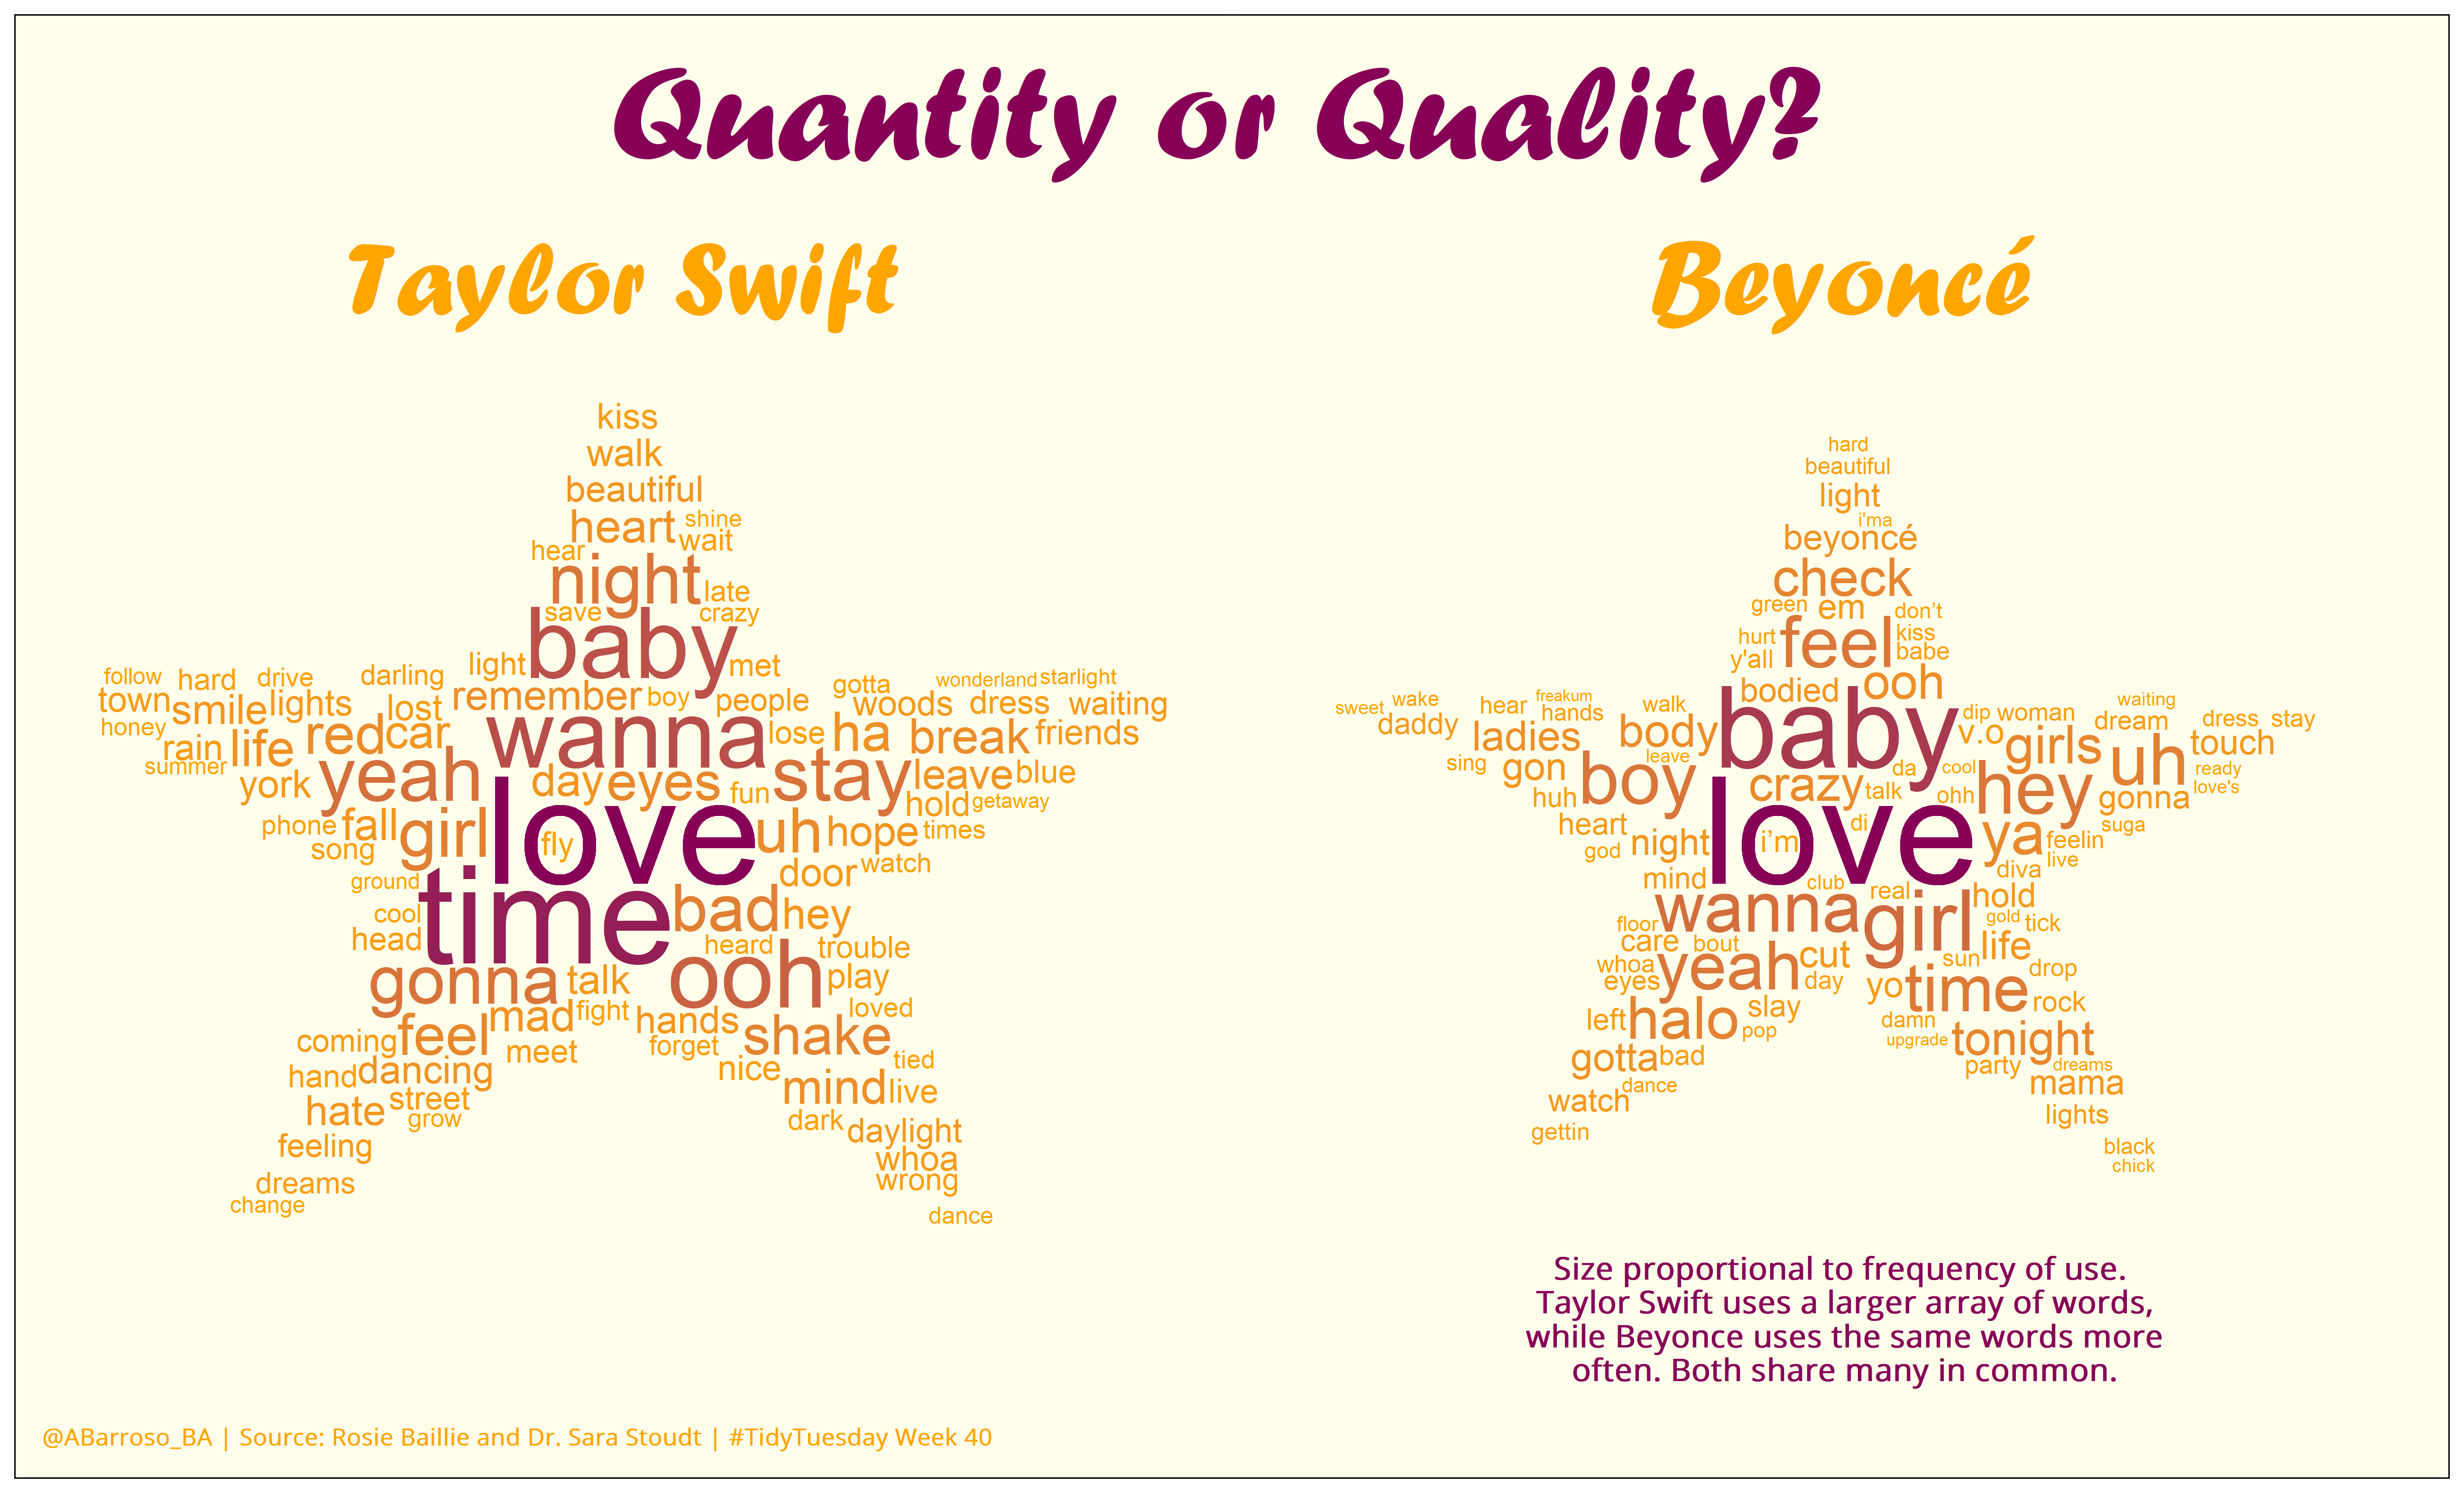 Quantity or Quality?
Taylor Swift
kiss
walk
beautiful
heart shine
hear wait
night late
save crazy
baby
light met
follow hard drive darling gotta wonderland starlight
town smile lights lost remember boy people woods dress waiting
honey red car wanna lose ha break friends
rain life
summer yeah day eyes fun stay leave blue
york hold getaway
phone fall girl love uh hope times
song fly
ground door watch
cool time bad hey
head heard trouble
gonna talk ooh play
mad fight hands loved
coming feel meet forget shake tied
hand dancing nice mind live
hate street
grow dark daylight
feeling whoa
dreams wrong
change dance
Beyoncé
hard
beautiful
light
i'ma
beyoncé
check
green em don't
hurt feel kiss
y'all babe
bodied ooh
sweet wake hear freakum walk baby dip woman waiting
daddy hands v.o dream dress stay
ladies body girls touch
sing gon leave crazy da cool uh ready
boy talk hey love's
huh ohh gonna
heart love di ya suga
god night i'm feelin
live
mind club real diva
wanna girl hold
floor gold tick
care bout cut life
whoa yeah sun drop
eyes day yo time rock
left halo slay damn
pop upgrade tonight
gotta bad party dreams
dance mama
watch lights
gettin black
chick
Size proportional to frequency of use.
Taylor Swift uses a larger array of words,
while Beyonce uses the same words more
often. Both share many in common.
@ABarroso_BA | Source: Rosie Baillie and Dr. Sara Stoudt | #TidyTuesday Week 40